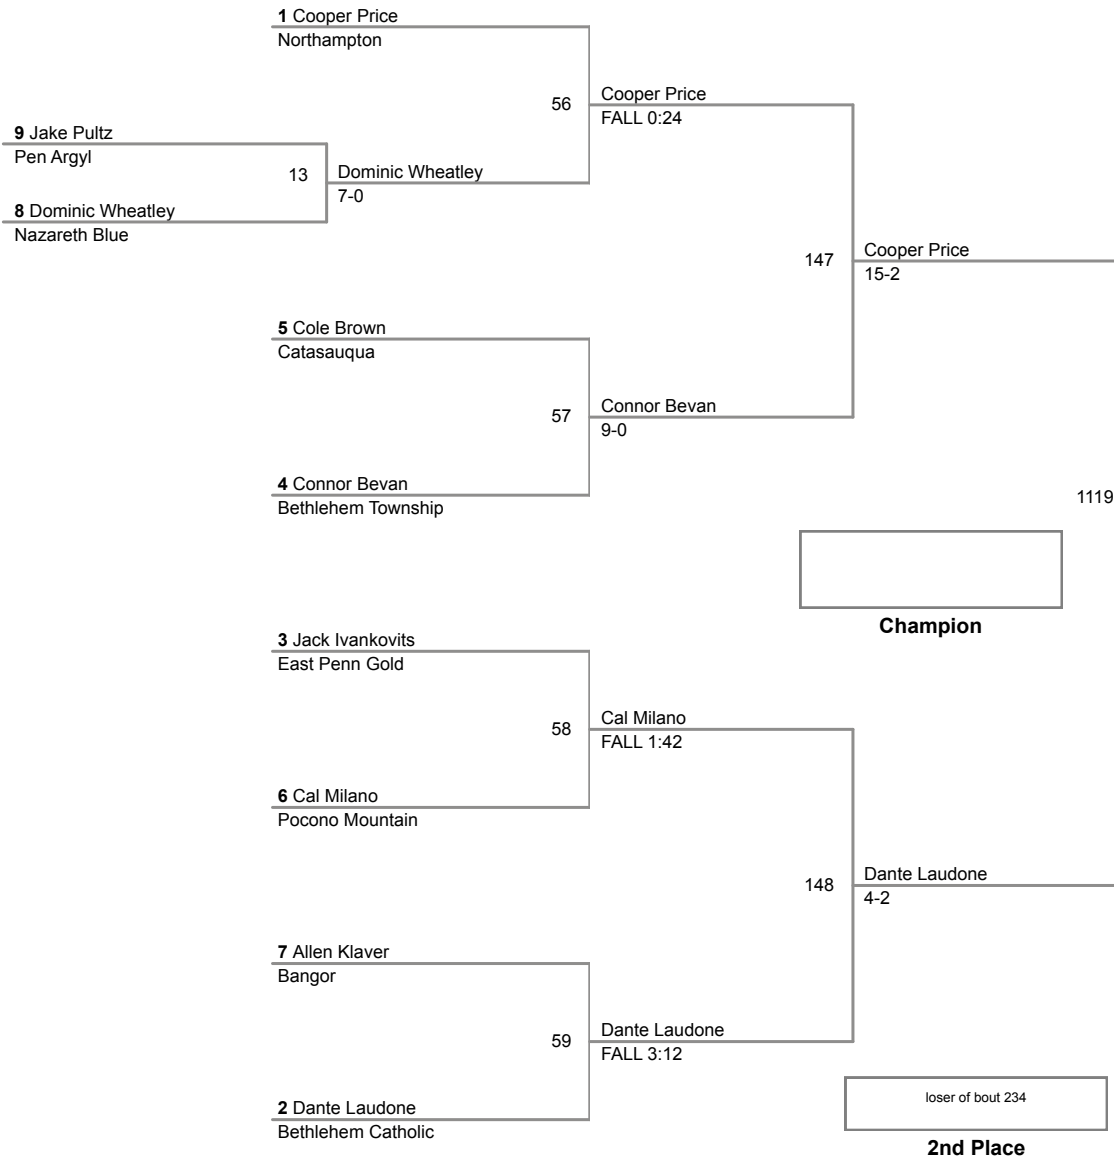 1 Cooper Price
Northampton
56
Cooper Price
FALL 0:24
9 Jake Pultz
Pen Argyl
13
Dominic Wheatley
7-0
8 Dominic Wheatley
Nazareth Blue
147
Cooper Price
15-2
5 Cole Brown
Catasauqua
57
Connor Bevan
9-0
4 Connor Bevan
Bethlehem Township
1119
Champion
3 Jack Ivankovits
East Penn Gold
58
Cal Milano
FALL 1:42
6 Cal Milano
Pocono Mountain
148
Dante Laudone
4-2
7 Allen Klaver
Bangor
59
Dante Laudone
FALL 3:12
2 Dante Laudone
Bethlehem Catholic
loser of bout 234
2nd Place